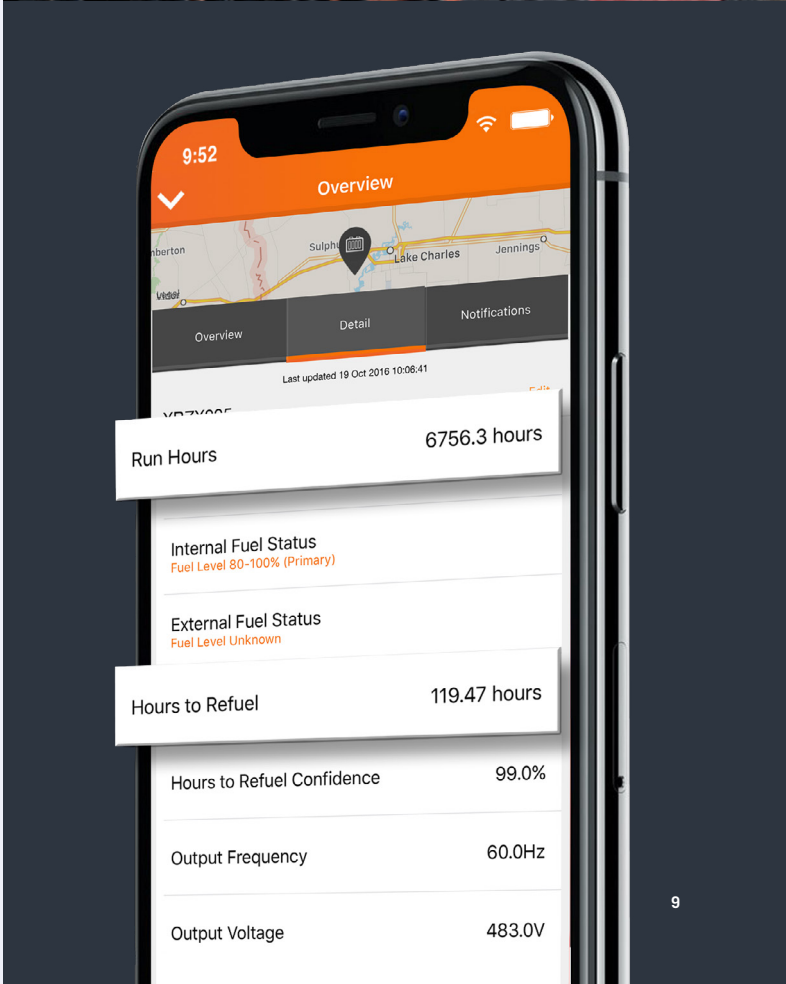 9:52
Overview
Sulphu
Lake Charles
Jennings
Overview
Detail
Notifications
Last updated 19 Oct 2016 10:06:41
Run Hours
6756.3 hours
Internal Fuel Status
Fuel Level 80-100% (Primary)
External Fuel Status
Fuel Level Unknown
Hours to Refuel
119.47 hours
Hours to Refuel Confidence
99.0%
Output Frequency
60.0Hz
Output Voltage
483.0V
9